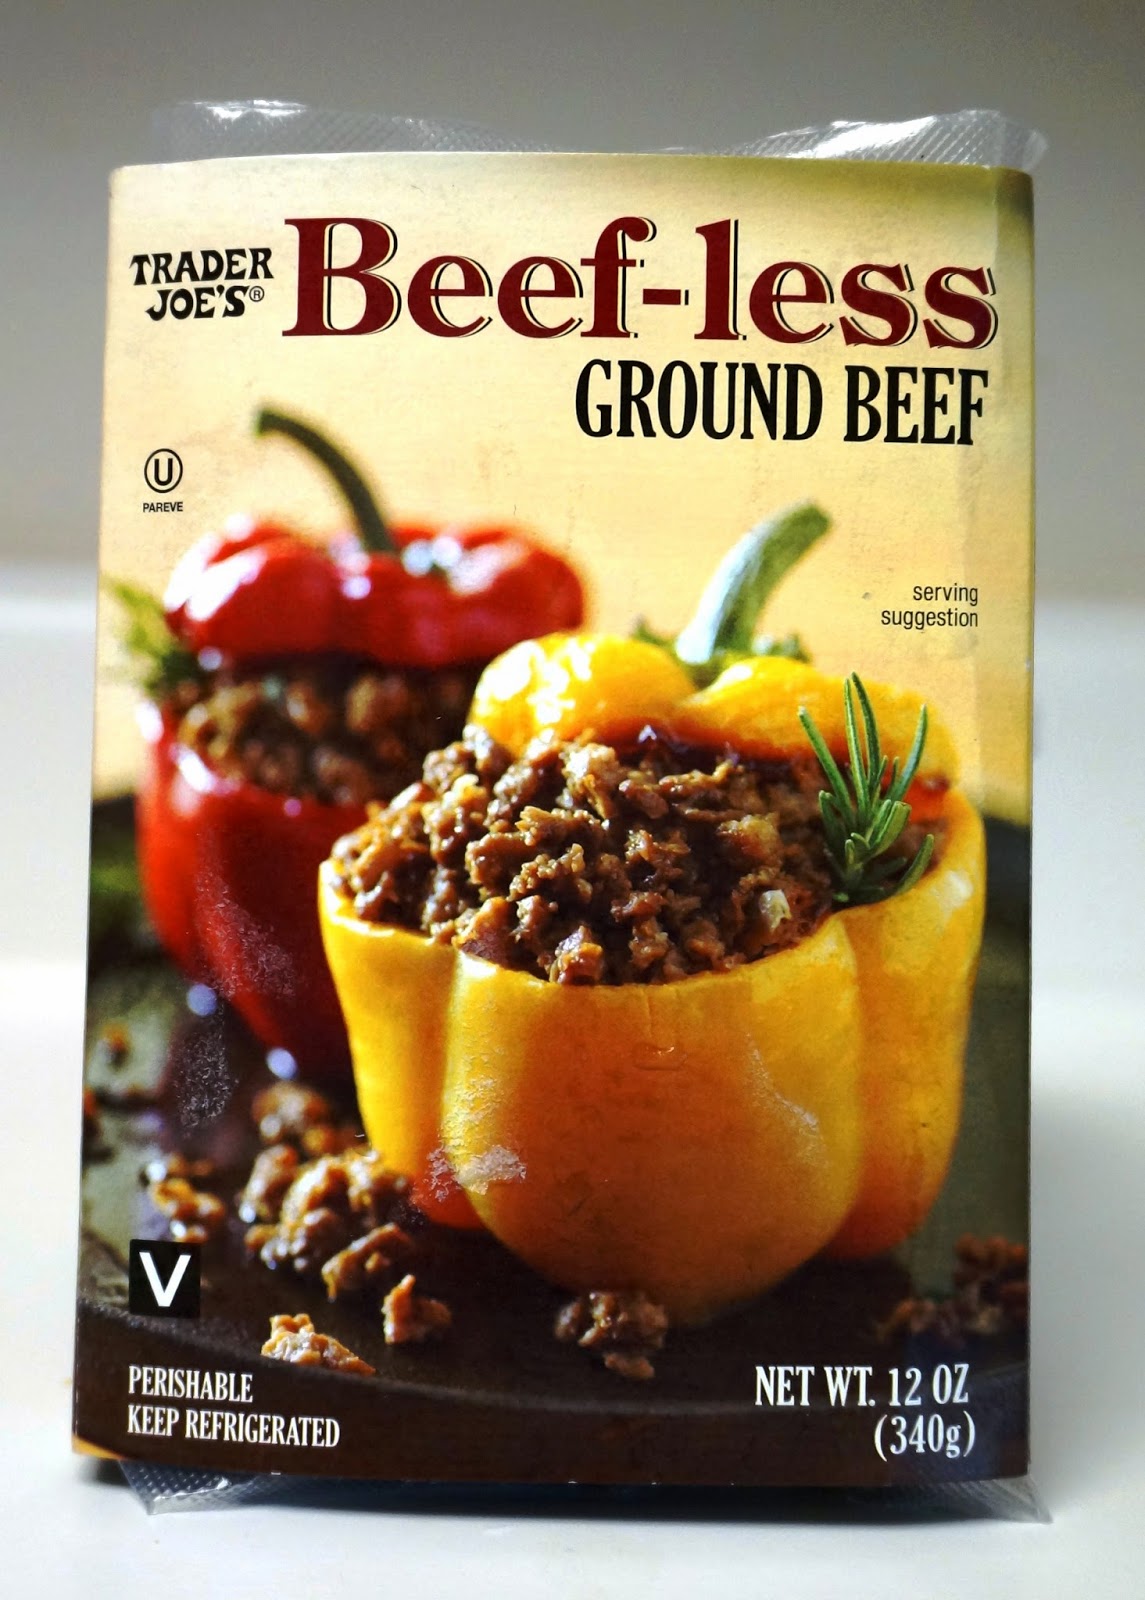 TRADER
JOE'S®
Beef-less
GROUND BEEF
U
PAREVE
serving
suggestion
V
PERISHABLE
KEEP REFRIGERATED
NET WT. 12 OZ
(340g)